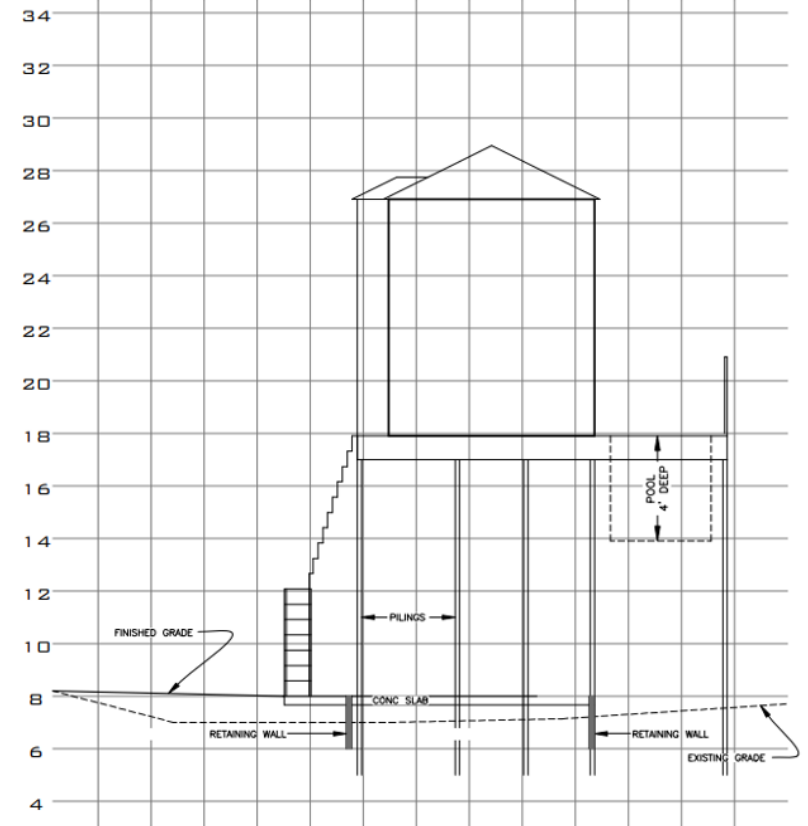 34
32
30
28
26
24
22
20
18
16
POOL
4' DEEP
14
12
PILINGS
FINISHED GRADE
10
8
CONC SLAB
RETAINING WALL
RETAINING WALL
6
EXISTING GRADE
4